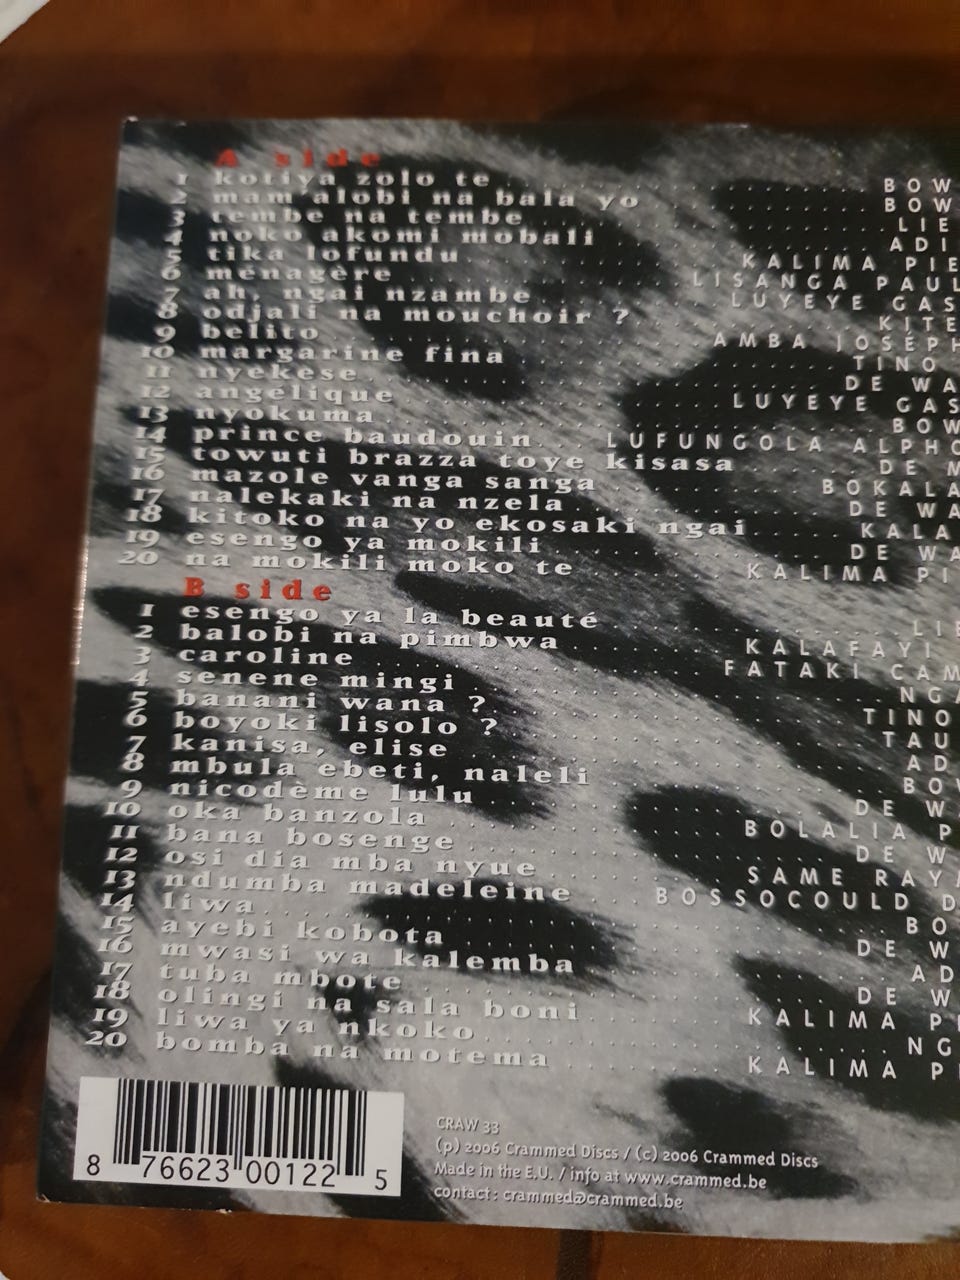 A side
1 kotiya zolo te BOW
2 mam'alobi na bala yo BOW
3 tembe na tembe LIE
4 noko akomi mobali ADI
5 tika lofundu KALIMA PIE
6 ménagère LISANGA PAUL
7 ah, ngai nzambe LUYEYE GAS
8 odjali na mouchoir ? KITE
9 belito AMBA JOSEPH
10 margarine fina TINO
11 nyekese DE WA
12 angélique LUYEYE GAS
13 nyokuma BOW
14 prince baudouin LUFUNGOLA ALPHO
15 towuti brazza toye kisasa DE M
16 mazole vanga sanga BOKALA
17 nalekaki na nzela DE WA
18 kitoko na yo ekosaki ngai KALA
19 esengo ya mokili DE WA
20 na mokili moko te KALIMA PI
B side
1 esengo ya la beauté LIE
2 balobi na pimbwa KALAFAYI
3 caroline FATAKI CAM
4 senene mingi NGA
5 banani wana ? TINO
6 boyoki lisolo ? TAU
7 kanisa, elise AD
8 mbula ebeti, naleli BOW
9 nicodème lulu DE W
10 oka banzola BOLALIA P
11 bana bosenge DE W
12 osi dia mba nyue SAME RAY
13 ndumba madeleine BOSSOCOULD D
14 liwa BO
15 ayebi kobota DE W
16 mwasi wa kalemba AD
17 tuba mbote DE W
18 olingi na sala boni KALIMA P
19 liwa ya nkoko NG
20 bomba na motema KALIMA P
8 76623 00122 5
CRAW 33
(p) 2006 Crammed Discs / (c) 2006 Crammed Discs
Made in the E.U. / info at www.crammed.be
contact: crammed@crammed.be